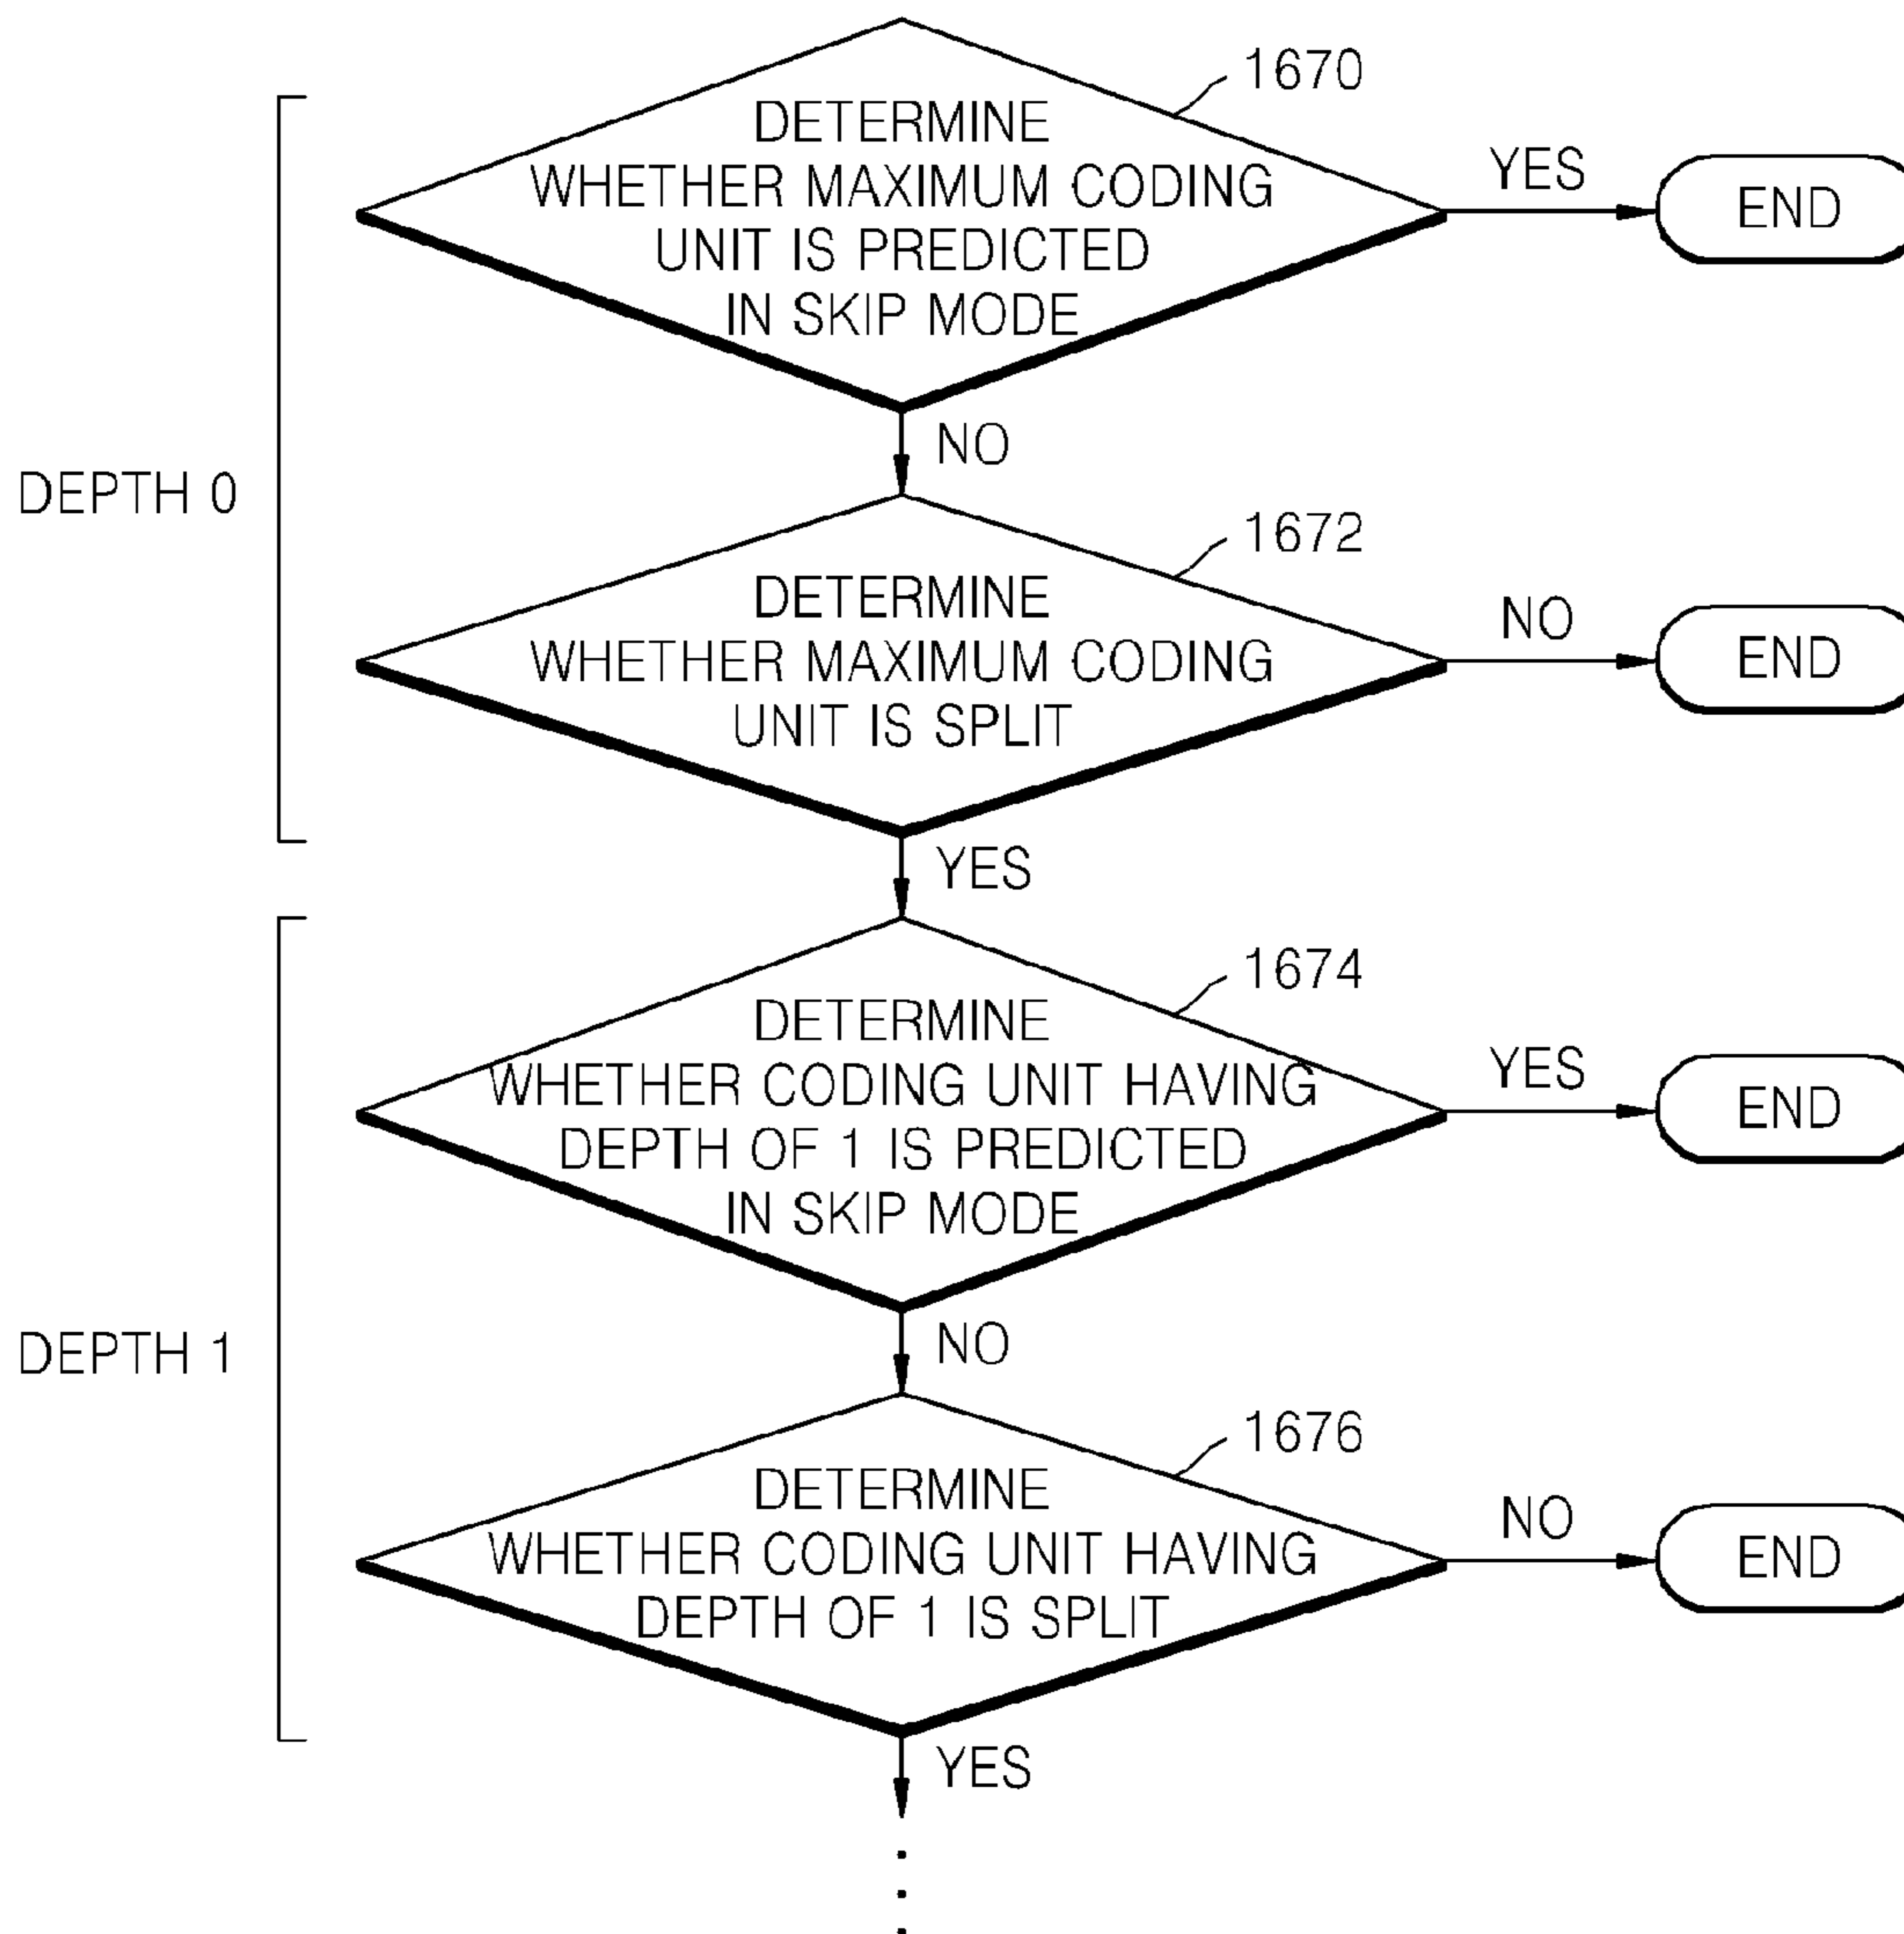 1670
DETERMINE
WHETHER MAXIMUM CODING
UNIT IS PREDICTED
IN SKIP MODE
YES
END
NO
DEPTH 0
1672
DETERMINE
WHETHER MAXIMUM CODING
UNIT IS SPLIT
NO
END
YES
1674
DETERMINE
WHETHER CODING UNIT HAVING
DEPTH OF 1 IS PREDICTED
IN SKIP MODE
YES
END
NO
DEPTH 1
1676
DETERMINE
WHETHER CODING UNIT HAVING
DEPTH OF 1 IS SPLIT
NO
END
YES